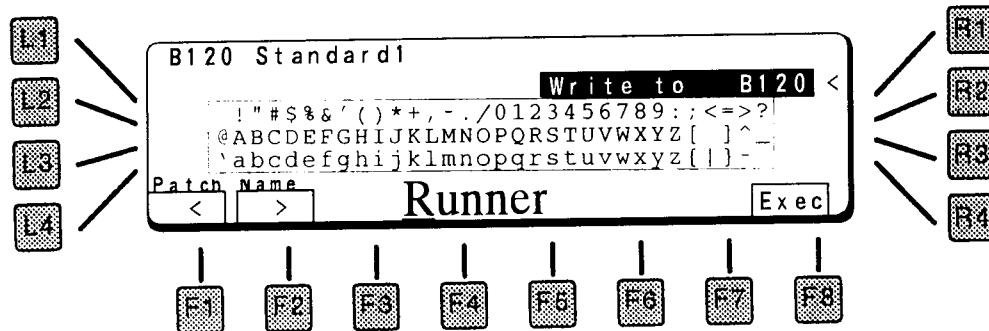 L1
L2
L3
L4
B120 Standard1
Write to B120 <
!"#$%&'()*+,-./0123456789:;<=>?
@ABCDEFGHIJKLMNOPQRSTUVWXYZ[ ]^_
`abcdefghijklmnopqrstuvwxyz{|}-
Patch Name
< > Runner Exec
R1
R2
R3
R4
F1 F2 F3 F4 F5 F6 F7 F8